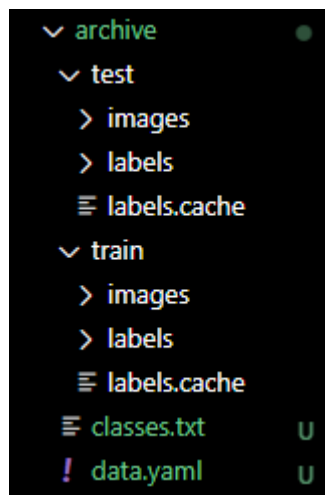 archive
test
images
labels
labels.cache
train
images
labels
labels.cache
classes.txt U
! data.yaml U